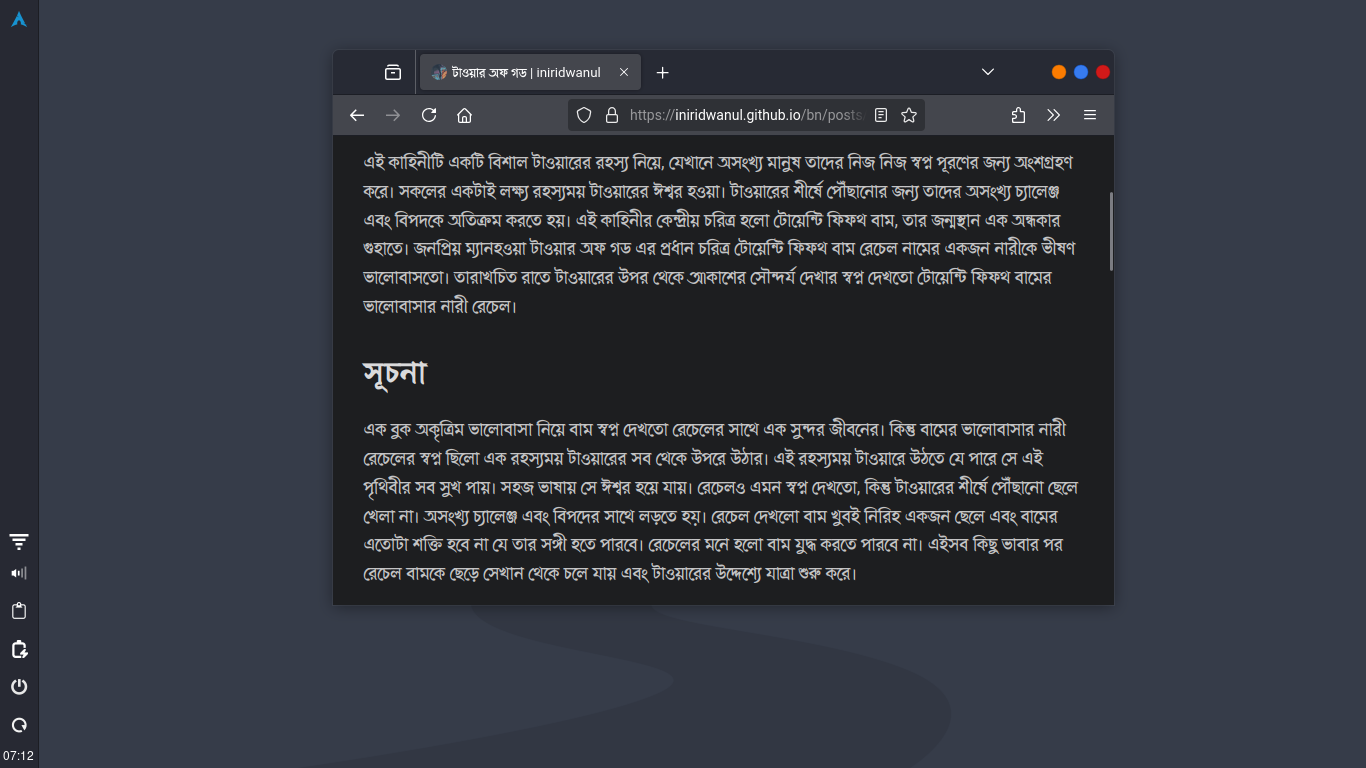 টাওয়ার অফ গড | iniridwanul
https://iniridwanul.github.io/bn/posts
এই কাহিনীটি একটি বিশাল টাওয়ারের রহস্য নিয়ে, যেখানে অসংখ্য মানুষ তাদের নিজ নিজ স্বপ্ন পূরণের জন্য অংশগ্রহণ
করে। সকলের একটাই লক্ষ্য রহস্যময় টাওয়ারের ঈশ্বর হওয়া। টাওয়ারের শীর্ষে পৌঁছানোর জন্য তাদের অসংখ্য চ্যালেঞ্জ
এবং বিপদকে অতিক্রম করতে হয়। এই কাহিনীর কেন্দ্রীয় চরিত্র হলো টোয়েন্টি ফিফথ বাম, তার জন্মস্থান এক অন্ধকার
গুহাতে। জনপ্রিয় ম্যানহওয়া টাওয়ার অফ গড এর প্রধান চরিত্র টোয়েন্টি ফিফথ বাম রেচেল নামের একজন নারীকে ভীষণ
ভালোবাসতো। তারাখচিত রাতে টাওয়ারের উপর থেকে আকাশের সৌন্দর্য দেখার স্বপ্ন দেখতো টোয়েন্টি ফিফথ বামের
ভালোবাসার নারী রেচেল।
সূচনা
এক বুক অকৃত্রিম ভালোবাসা নিয়ে বাম স্বপ্ন দেখতো রেচেলের সাথে এক সুন্দর জীবনের। কিন্তু বামের ভালোবাসার নারী
রেচেলের স্বপ্ন ছিলো এক রহস্যময় টাওয়ারের সব থেকে উপরে উঠার। এই রহস্যময় টাওয়ারে উঠতে যে পারে সে এই
পৃথিবীর সব সুখ পায়। সহজ ভাষায় সে ঈশ্বর হয়ে যায়। রেচেলও এমন স্বপ্ন দেখতো, কিন্তু টাওয়ারের শীর্ষে পৌঁছানো ছেলে
খেলা না। অসংখ্য চ্যালেঞ্জ এবং বিপদের সাথে লড়তে হয়। রেচেল দেখলো বাম খুবই নিরিহ একজন ছেলে এবং বামের
এতোটা শক্তি হবে না যে তার সঙ্গী হতে পারবে। রেচেলের মনে হলো বাম যুদ্ধ করতে পারবে না। এইসব কিছু ভাবার পর
রেচেল বামকে ছেড়ে সেখান থেকে চলে যায় এবং টাওয়ারের উদ্দেশ্যে যাত্রা শুরু করে।
07:12